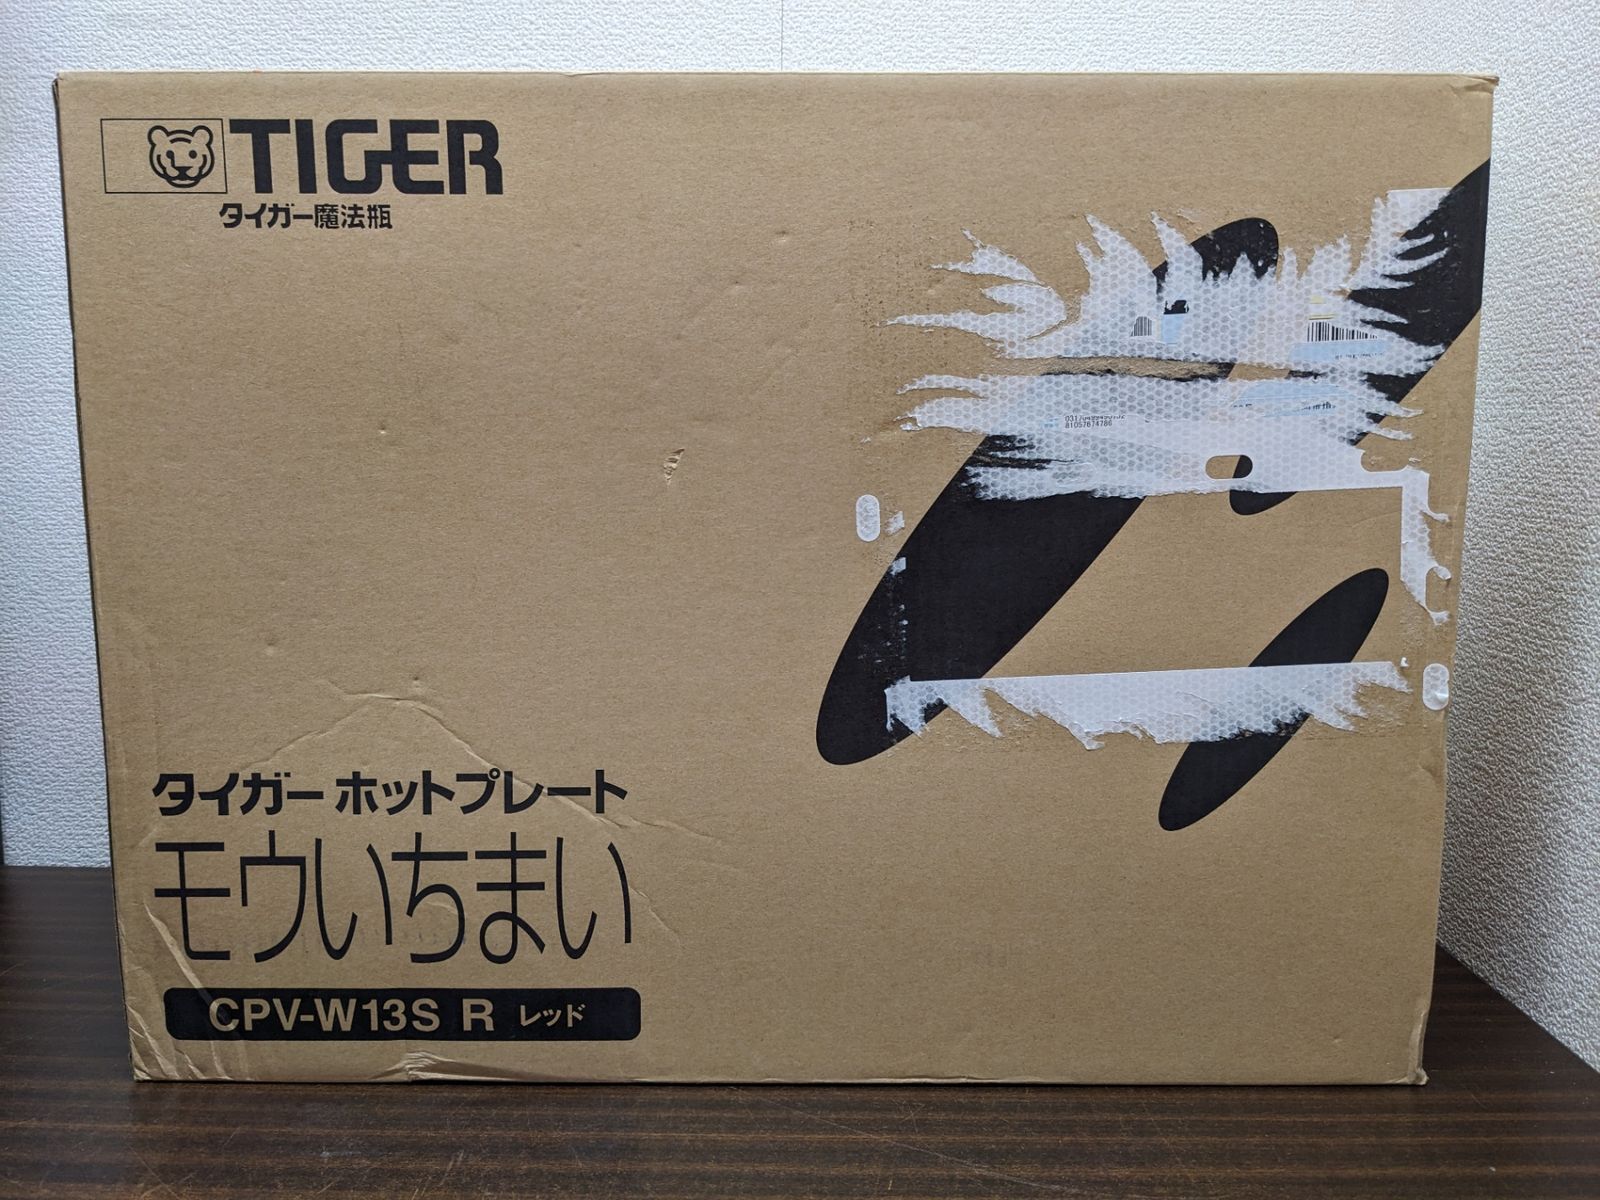 TIGER
タイガー魔法瓶
81057674786
タイガー ホットプレート
モウいちまい
CPV-W13S R レッド